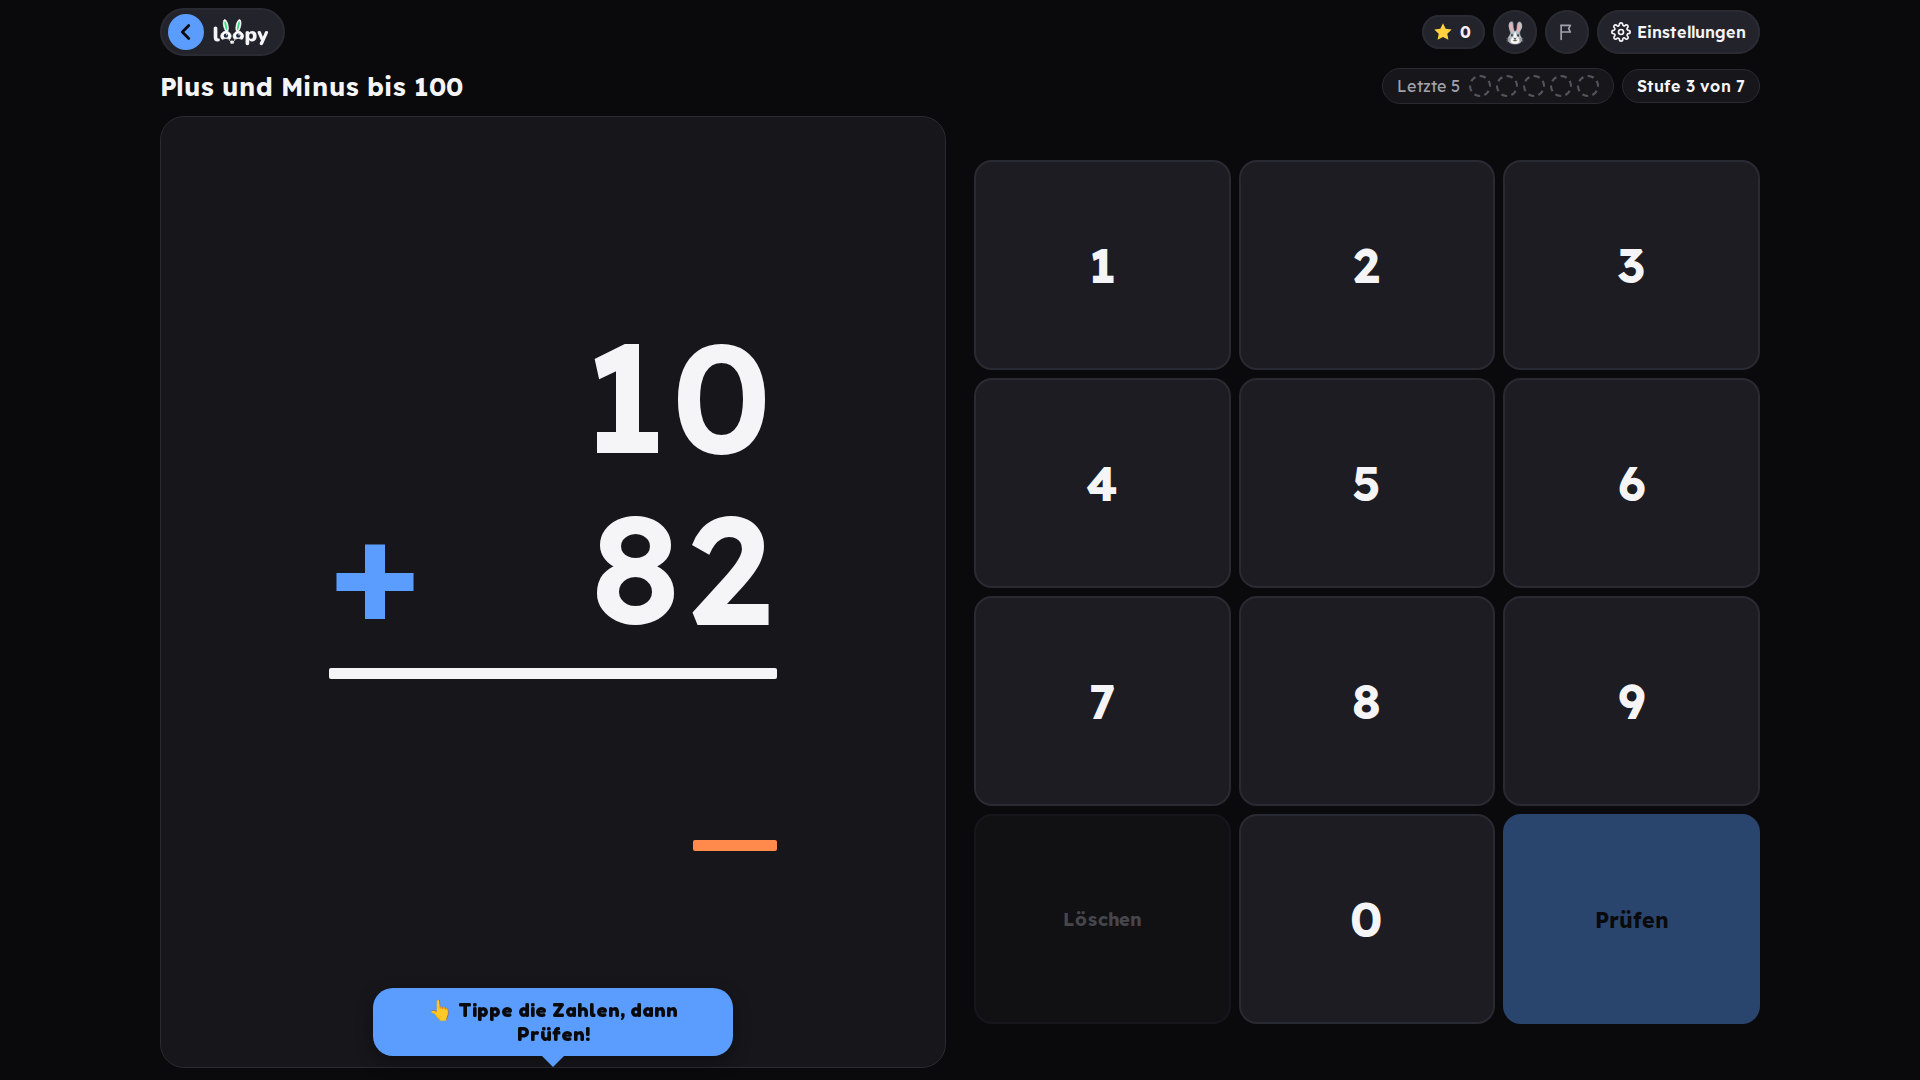 loopy
0
Einstellungen
Plus und Minus bis 100
Letzte 5
Stufe 3 von 7
10
+ 82
👆 Tippe die Zahlen, dann
Prüfen!
1 2 3
4 5 6
7 8 9
Löschen 0 Prüfen